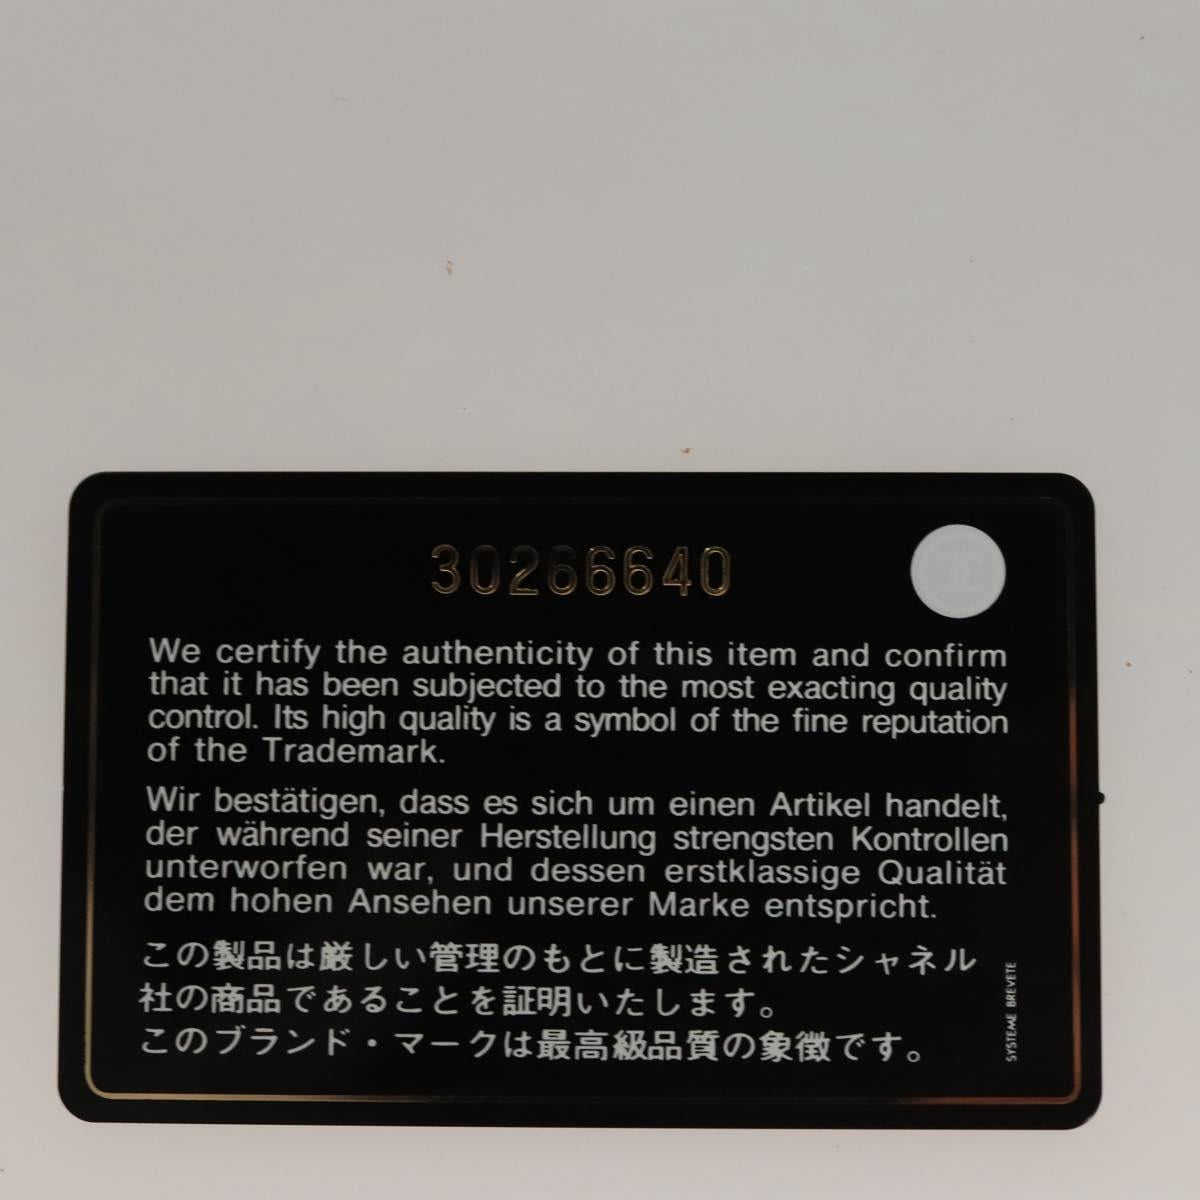 30266640
We certify the authenticity of this item and confirm
that it has been subjected to the most exacting quality
control. Its high quality is a symbol of the fine reputation
of the Trademark.
Wir bestätigen, dass es sich um einen Artikel handelt,
der während seiner Herstellung strengsten Kontrollen
unterworfen war, und dessen erstklassige Qualität
dem hohen Ansehen unserer Marke entspricht.
この製品は厳しい管理のもとに製造されたシャネル
社の商品であることを証明いたします。
このブランド・マークは最高級品質の象徴です。
SYSTEME BREVETE